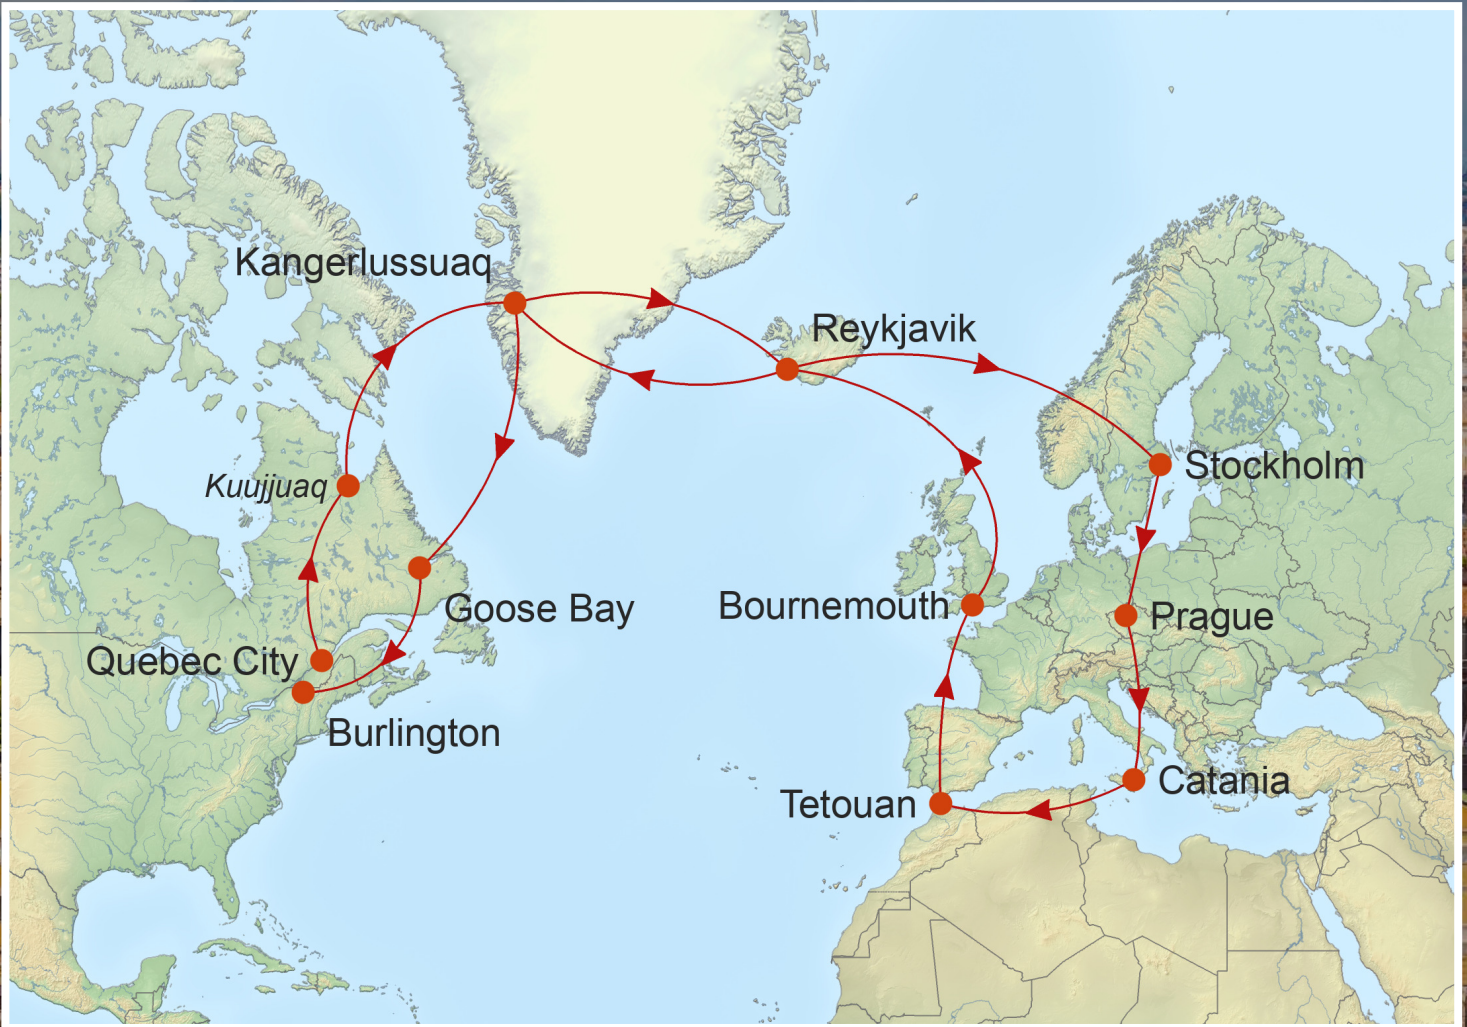 Kangerlussuaq
Reykjavik
Stockholm
Kuujjuaq
Goose Bay
Bournemouth
Prague
Quebec City
Burlington
Catania
Tetouan